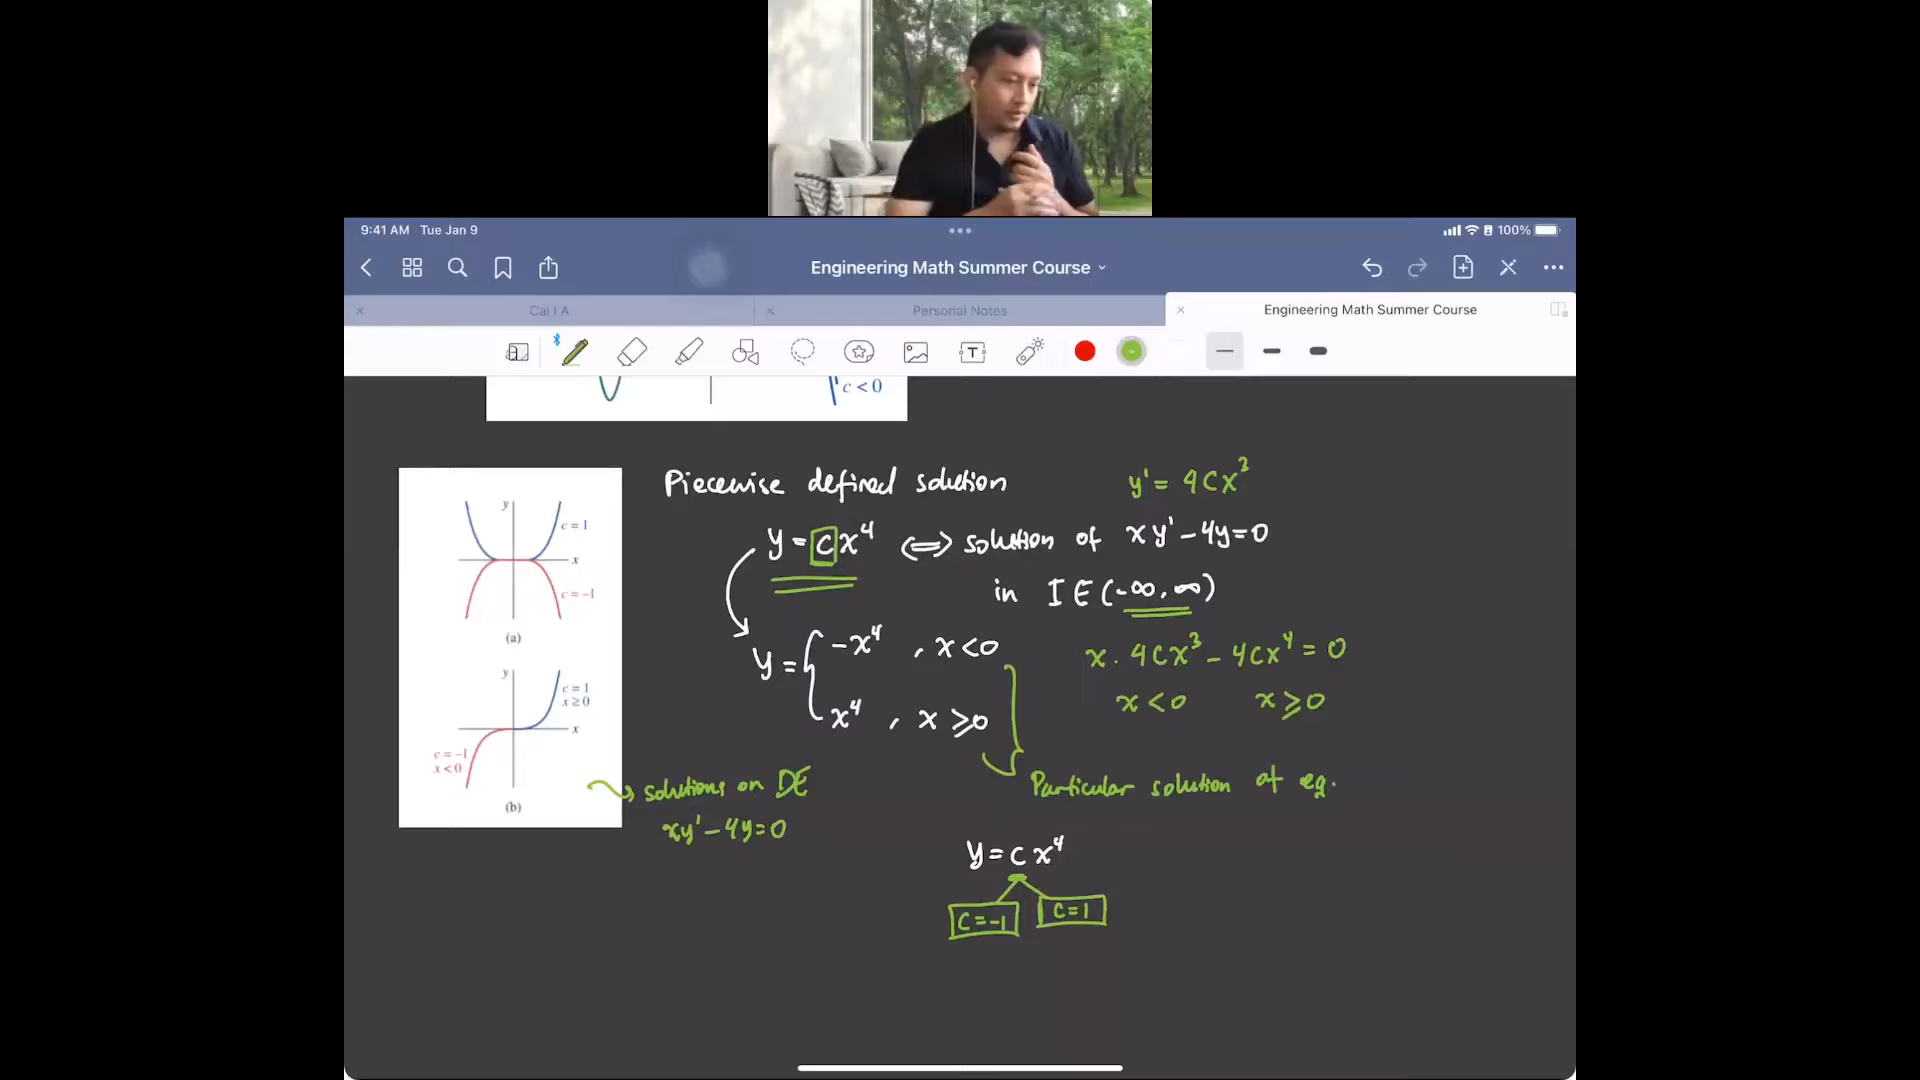 9:41 AM Tue Jan 9
100%
Engineering Math Summer Course
Cal I A
Personal Notes
Engineering Math Summer Course
c < 0
Piecewise defined solution
y' = 4Cx³
y = Cx⁴ ⟺ solution of xy' - 4y = 0
in I ∈ (-∞, ∞)
y = { -x⁴ , x < 0
x⁴ , x ≥ 0
x · 4Cx³ - 4Cx⁴ = 0
x < 0 x ≥ 0
Particular solution of eq.
y = C x⁴
C = -1 C = 1
y
c = 1
x
c = -1
(a)
y
c = 1
x ≥ 0
x
c = -1
x < 0
(b)
solutions on DE
xy' - 4y = 0